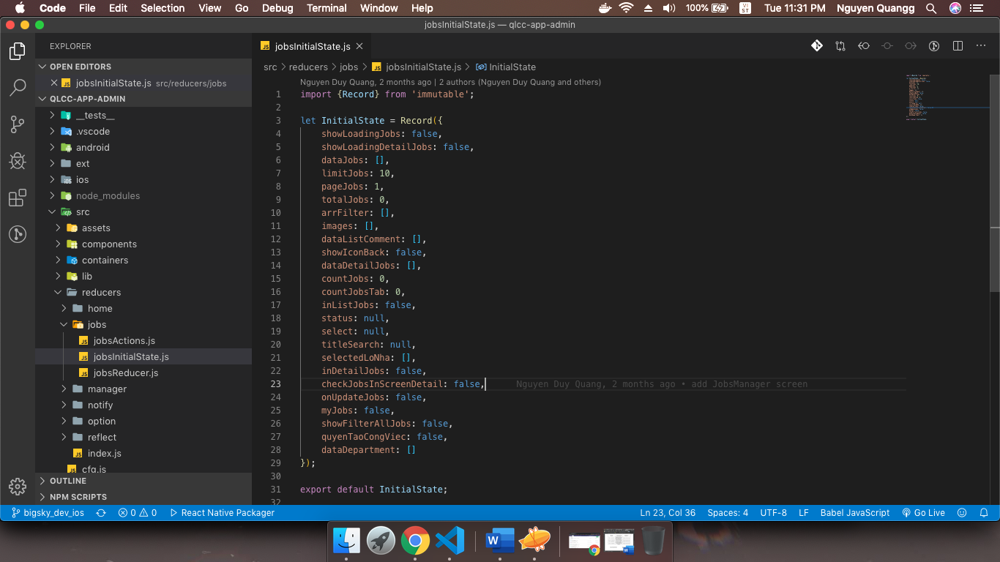 Code File Edit Selection View Go Debug Terminal Window Help 100% VI ST Tue 11:31 PM Nguyen Quangg
jobsInitialState.js — qlcc-app-admin
EXPLORER
OPEN EDITORS
JS jobsInitialState.js src/reducers/jobs
QLCC-APP-ADMIN
__tests__
.vscode
android
ext
ios
node_modules
src
assets
components
containers
lib
reducers
home
jobs
JS jobsActions.js
JS jobsInitialState.js
JS jobsReducer.js
manager
notify
option
reflect
JS index.js
JS cfg.js
OUTLINE
NPM SCRIPTS
JS jobsInitialState.js
src > reducers > jobs > JS jobsInitialState.js > InitialState
Nguyen Duy Quang, 2 months ago | 2 authors (Nguyen Duy Quang and others)
1 import {Record} from 'immutable';
2
3 let InitialState = Record({
4 showLoadingJobs: false,
5 showLoadingDetailJobs: false,
6 dataJobs: [],
7 limitJobs: 10,
8 pageJobs: 1,
9 totalJobs: 0,
10 arrFilter: [],
11 images: [],
12 dataListComment: [],
13 showIconBack: false,
14 dataDetailJobs: [],
15 countJobs: 0,
16 countJobsTab: 0,
17 inListJobs: false,
18 status: null,
19 select: null,
20 titleSearch: null,
21 selectedLoNha: [],
22 inDetailJobs: false,
23 checkJobsInScreenDetail: false, Nguyen Duy Quang, 2 months ago • add JobsManager screen
24 onUpdateJobs: false,
25 myJobs: false,
26 showFilterAllJobs: false,
27 quyenTaoCongViec: false,
28 dataDepartment: []
29 });
30
31 export default InitialState;
32
bigsky_dev_ios 0 0 React Native Packager Ln 23, Col 36 Spaces: 4 UTF-8 LF Babel JavaScript Go Live
W
W